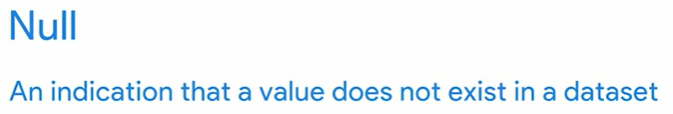 Null
An indication that a value does not exist in a dataset